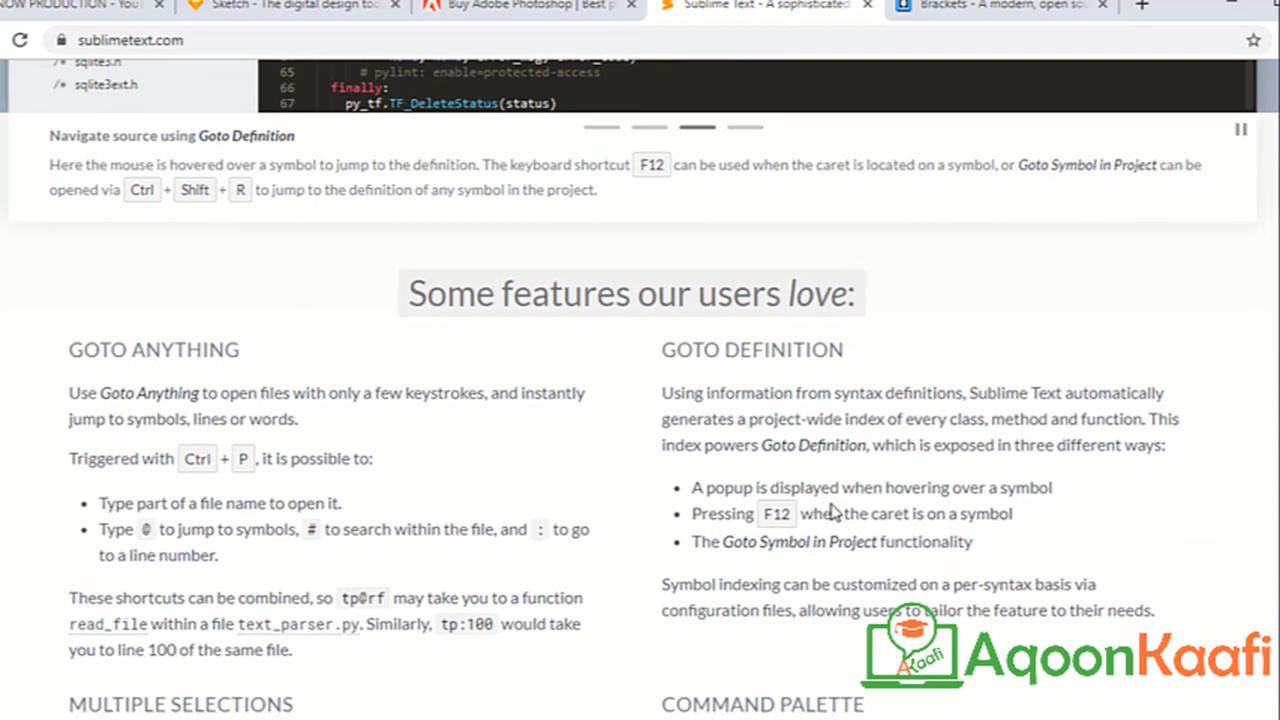 NOW PRODUCTION - You
Sketch - The digital design too
Buy Adobe Photoshop | Best p
Sublime Text - A sophisticated
Brackets - A modern, open so
sublimetext.com
/* sqlite3.h
/* sqlite3ext.h
65 # pylint: enable=protected-access
66 finally:
67 py_tf.TF_DeleteStatus(status)
Navigate source using Goto Definition
Here the mouse is hovered over a symbol to jump to the definition. The keyboard shortcut F12 can be used when the caret is located on a symbol, or Goto Symbol in Project can be
opened via Ctrl + Shift + R to jump to the definition of any symbol in the project.
Some features our users love:
GOTO ANYTHING
Use Goto Anything to open files with only a few keystrokes, and instantly
jump to symbols, lines or words.
Triggered with Ctrl + P, it is possible to:
• Type part of a file name to open it.
• Type @ to jump to symbols, # to search within the file, and : to go
to a line number.
These shortcuts can be combined, so tp@rf may take you to a function
read_file within a file text_parser.py. Similarly, tp:100 would take
you to line 100 of the same file.
MULTIPLE SELECTIONS
GOTO DEFINITION
Using information from syntax definitions, Sublime Text automatically
generates a project-wide index of every class, method and function. This
index powers Goto Definition, which is exposed in three different ways:
• A popup is displayed when hovering over a symbol
• Pressing F12 when the caret is on a symbol
• The Goto Symbol in Project functionality
Symbol indexing can be customized on a per-syntax basis via
configuration files, allowing users to tailor the feature to their needs.
COMMAND PALETTE
AKaafi
AqoonKaafi